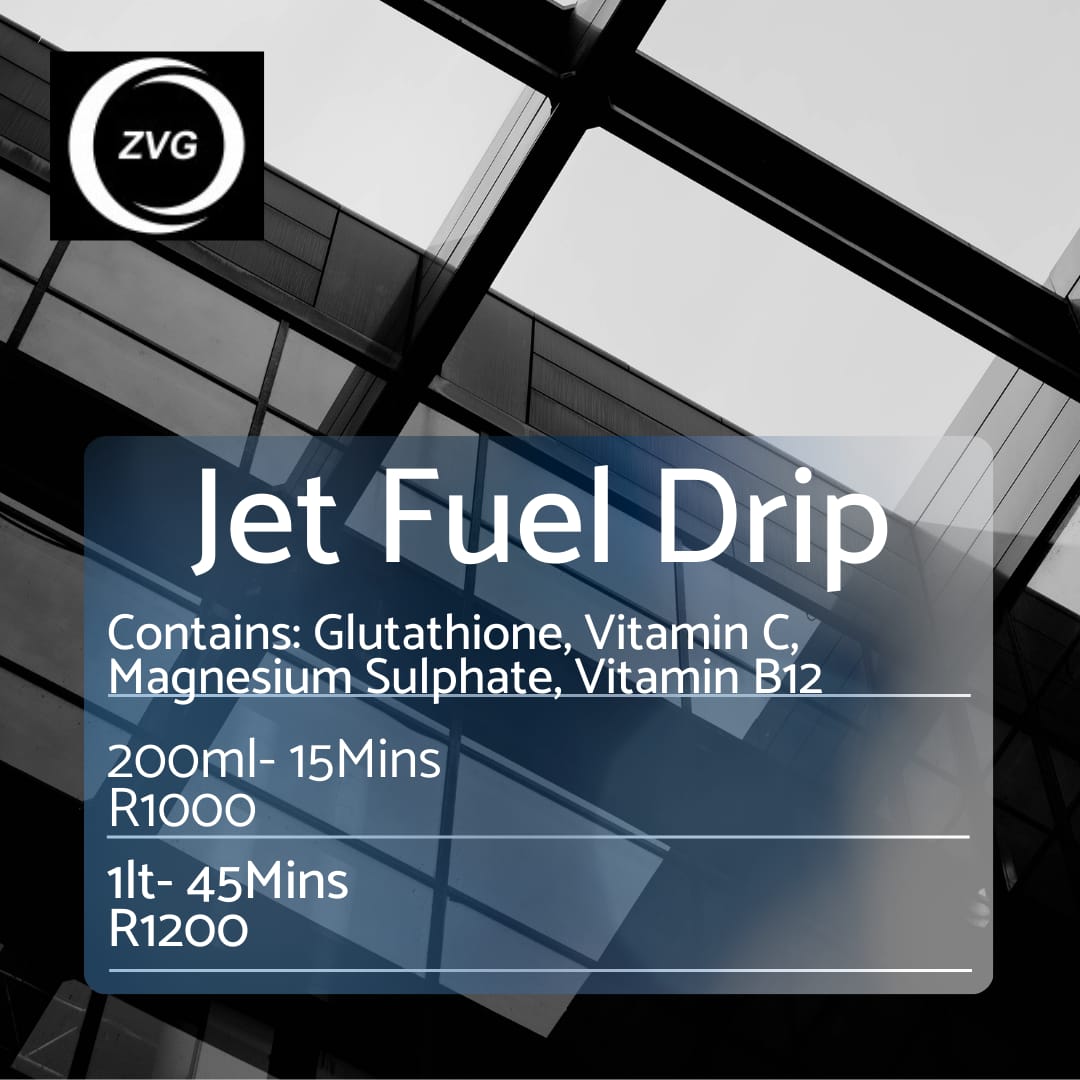 ZVG
Jet Fuel Drip
Contains: Glutathione, Vitamin C,
Magnesium Sulphate, Vitamin B12
200ml- 15Mins
R1000
1lt- 45Mins
R1200